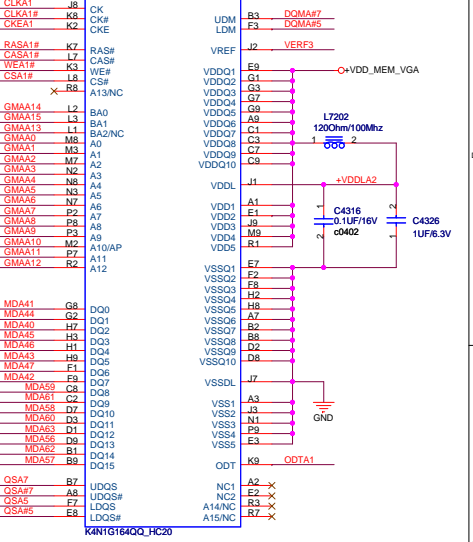 CLKA1 J8 CK
CLKA1# K8 CK# UDM B3 DQMA#7
CKEA1 K2 CKE LDM F3 DQMA#5
VREF J2 VERF3
RASA1# K7 RAS#
CASA1# L7 CAS# VDDQ1 E9 +VDD_MEM_VGA
WEA1# K3 WE# VDDQ2 G1
CSA1# L8 CS# VDDQ3 G3
R8 A13/NC VDDQ4 G7
GMAA14 L2 BA0 VDDQ5 G9
GMAA15 L3 BA1 VDDQ6 A9
GMAA13 L1 BA2/NC VDDQ7 C1
GMAA0 M8 A0 VDDQ8 C3
GMAA1 M3 A1 VDDQ9 C7
GMAA2 M7 A2 VDDQ10 C9
L7202
120Ohm/100Mhz
1 2
GMAA3 N2 A3
GMAA4 N8 A4 VDDL J1 +VDDLA2
GMAA5 N3 A5
GMAA6 N7 A6 VDD1 A1
GMAA7 P2 A7 VDD2 E1
GMAA8 P8 A8 VDD3 J9
GMAA9 P3 A9 VDD4 M9
GMAA10 M2 A10/AP VDD5 R1
GMAA11 P7 A11
GMAA12 R2 A12
1 C4316 2
0.1UF/16V
c0402
2 C4326 1
1UF/6.3V
VSSQ1 E7
VSSQ2 F2
VSSQ3 F8
VSSQ4 H2
MDA41 G8 DQ0 VSSQ5 H8
MDA44 G2 DQ1 VSSQ6 A7
MDA40 H7 DQ2 VSSQ7 B2
MDA45 H3 DQ3 VSSQ8 B8
MDA46 H1 DQ4 VSSQ9 D2
MDA43 H9 DQ5 VSSQ10 D8
MDA47 F1 DQ6
MDA42 F9 DQ7 VSSDL J7
MDA59 C8 DQ8
MDA61 C2 DQ9 VSS1 A3
MDA58 D7 DQ10 VSS2 J3
MDA60 D3 DQ11 VSS3 N1
MDA63 D1 DQ12 VSS4 P9
MDA56 D9 DQ13 VSS5 E3
MDA62 B1 DQ14
MDA57 B9 DQ15 ODT K9 ODTA1
GND
QSA7 B7 UDQS NC1 A2
QSA#7 A8 UDQS# NC2 E2
QSA5 F7 LDQS A14/NC R3
QSA#5 E8 LDQS# A15/NC R7
K4N1G164QQ_HC20